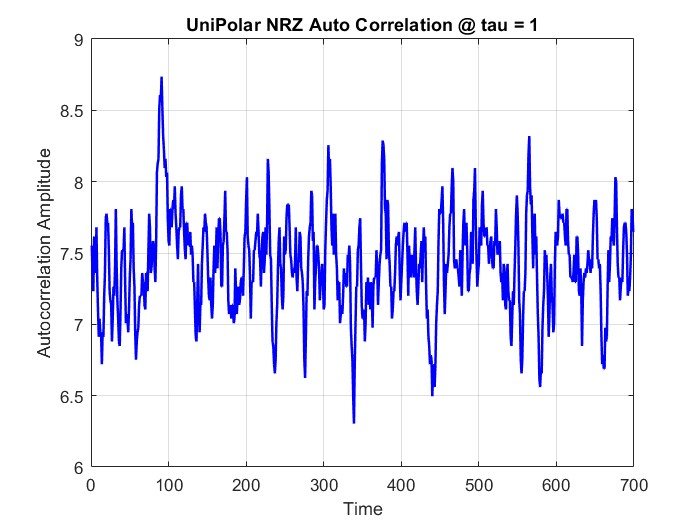 UniPolar NRZ Auto Correlation @ tau = 1
9
8.5
8
7.5
7
6.5
6
Autocorrelation Amplitude
0 100 200 300 400 500 600 700
Time